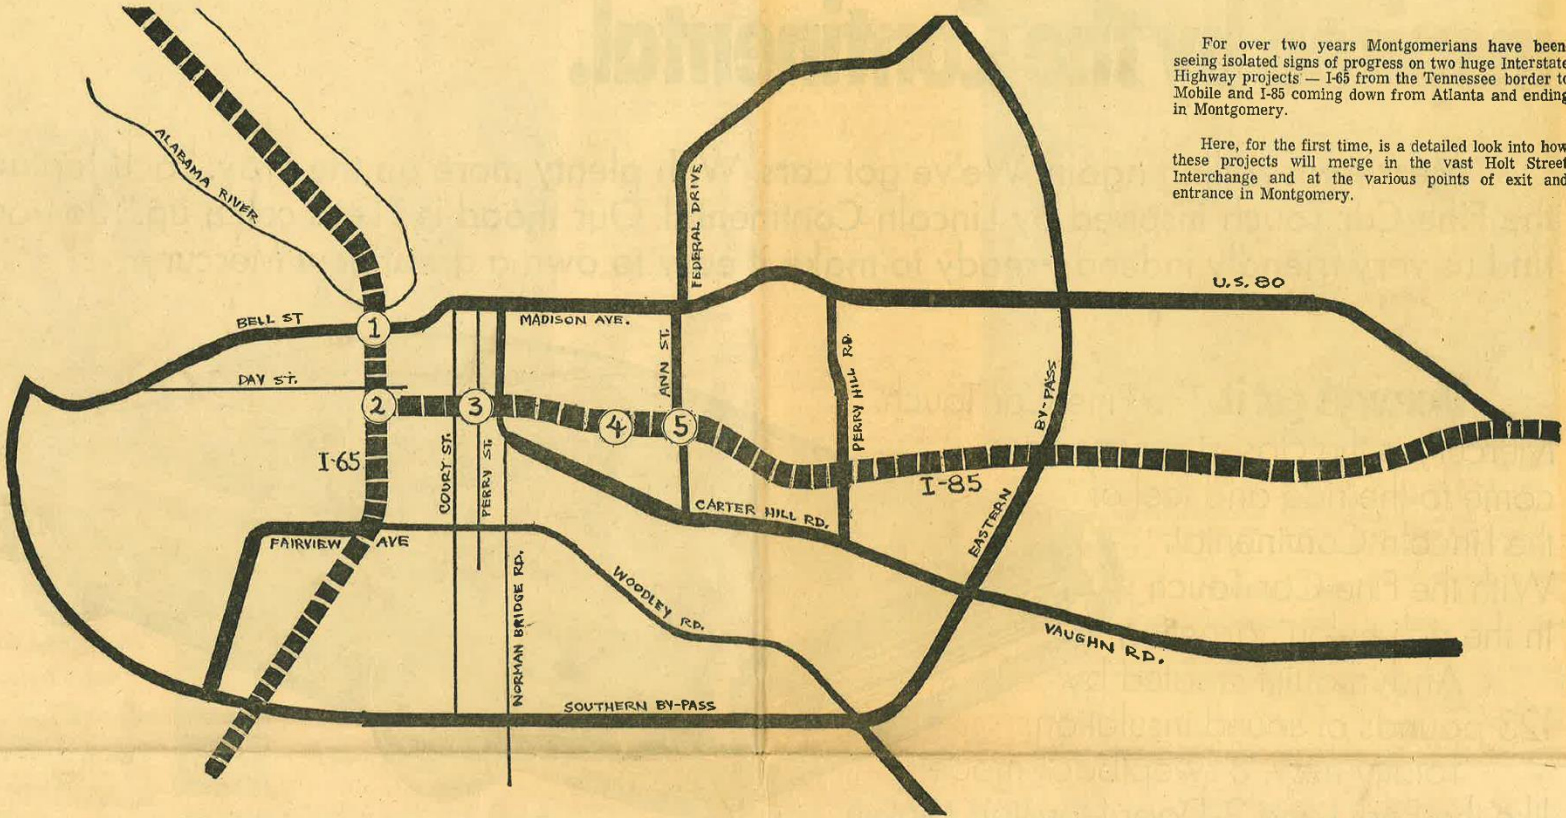 For over two years Montgomerians have been
seeing isolated signs of progress on two huge Interstate
Highway projects — I-65 from the Tennessee border to
Mobile and I-85 coming down from Atlanta and ending
in Montgomery.
Here, for the first time, is a detailed look into how
these projects will merge in the vast Holt Street
Interchange and at the various points of exit and
entrance in Montgomery.
ALABAMA RIVER
FEDERAL DRIVE
U.S. 80
BELL ST
1
MADISON AVE.
ANN ST.
PERRY HILL RD.
BY-PASS
DAY ST.
2
3
4
5
I-65
COURT ST.
PERRY ST.
I-85
CARTER HILL RD.
EASTERN
FAIRVIEW AVE
NORMAN BRIDGE RD.
WOODLEY RD.
VAUGHN RD.
SOUTHERN BY-PASS